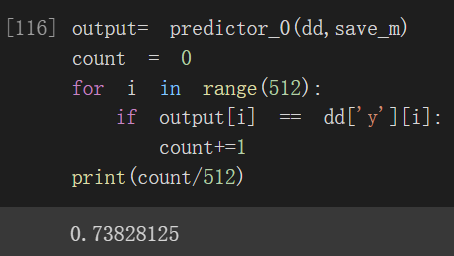 [116] output= predictor_0(dd,save_m)
count = 0
for i in range(512):
    if output[i] == dd['y'][i]:
        count+=1
print(count/512)
0.73828125